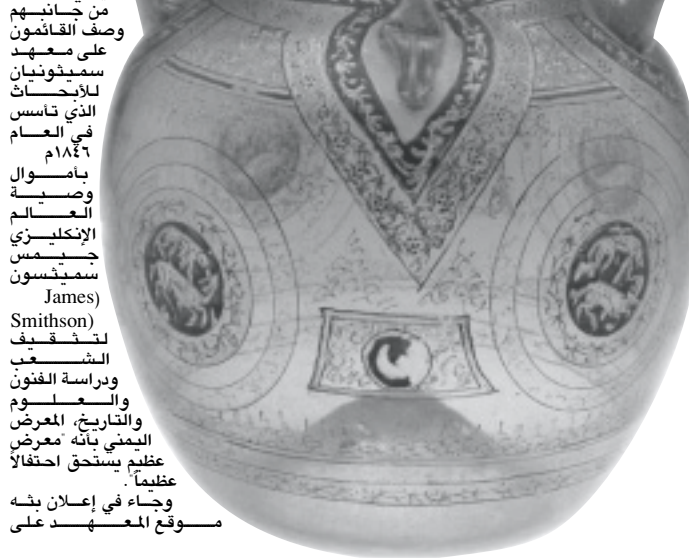 من جانبهم
وصف القائمون
على معهد
سميثونيان
للأبحاث
الذي تأسس
في العام
١٨٤٦م
بأموال
وصية
العالم
الإنكليزي
جيمس
سميثسون
(James
Smithson)
لتثقيف
الشعب
ودراسة الفنون
والعلوم
والتاريخ، المعرض
اليمني بأنه "معرض
عظيم يستحق احتفالاً
عظيماً".
وجاء في إعلان بثه
موقع المعهد على